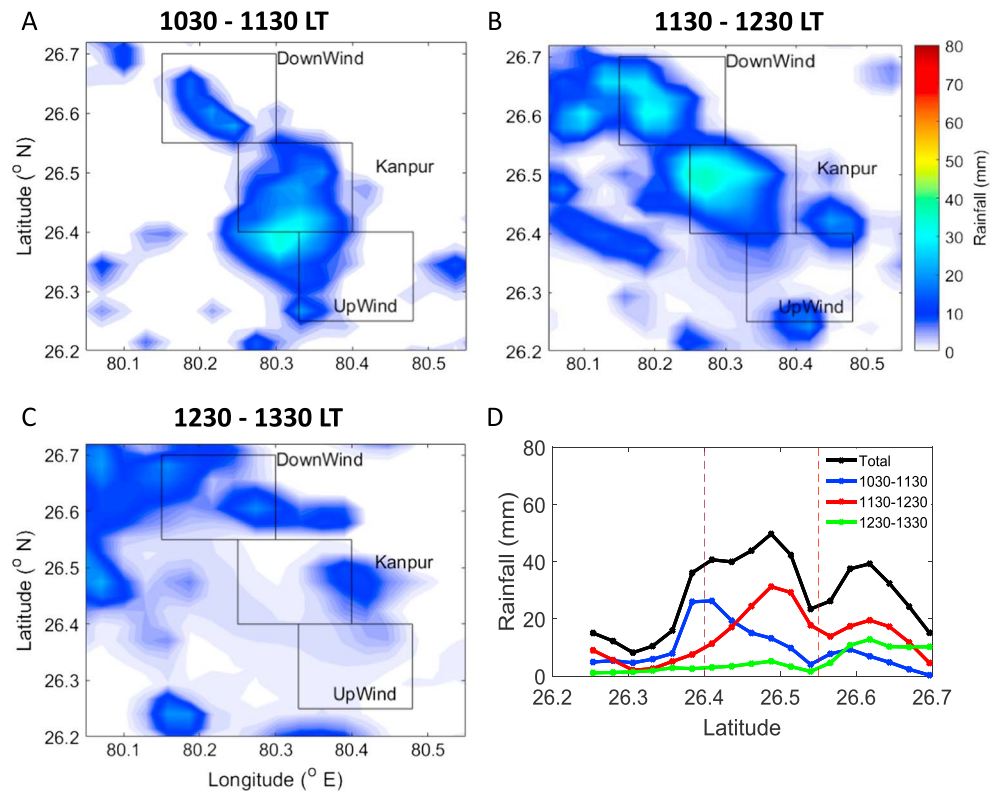 A
1030 - 1130 LT
26.7
26.6
26.5
26.4
26.3
26.2
Latitude (° N)
80.1
80.2
80.3
80.4
80.5
DownWind
Kanpur
UpWind
B
1130 - 1230 LT
26.7
26.6
26.5
26.4
26.3
26.2
80.1
80.2
80.3
80.4
80.5
DownWind
Kanpur
UpWind
80
70
60
50
40
30
20
10
0
Rainfall (mm)
C
1230 - 1330 LT
26.7
26.6
26.5
26.4
26.3
26.2
Latitude (° N)
80.1
80.2
80.3
80.4
80.5
Longitude (° E)
DownWind
Kanpur
UpWind
D
80
60
40
20
0
Rainfall (mm)
26.2
26.3
26.4
26.5
26.6
26.7
Latitude
Total
1030-1130
1130-1230
1230-1330